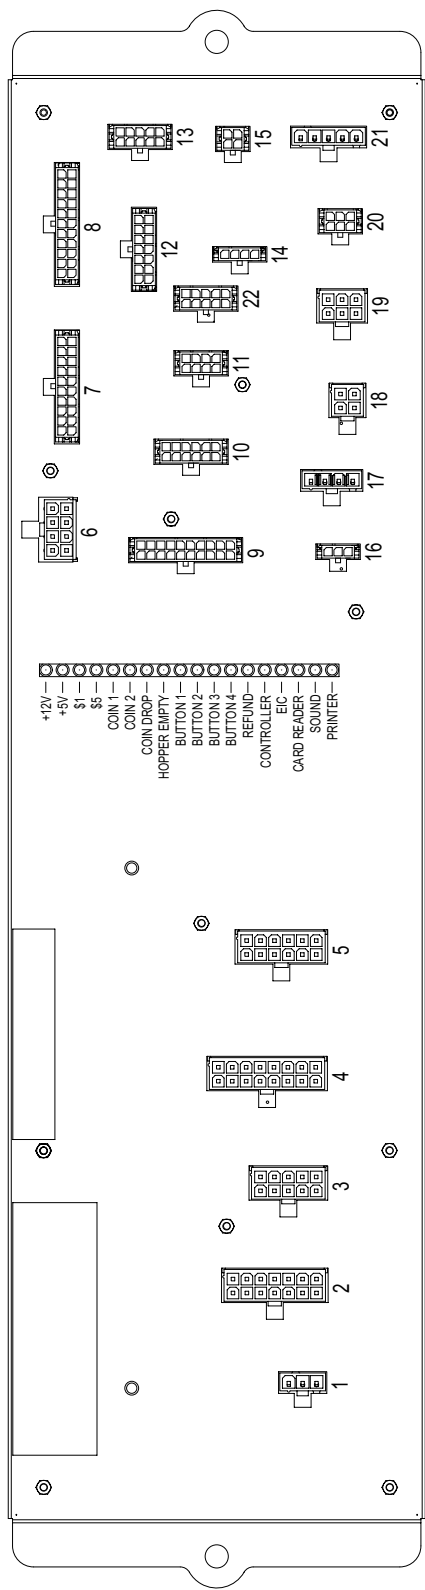 13
15
21
8
12
14
20
22
19
7
11
18
10
17
6
9
16
+12V
+5V
$1
$5
COIN 1
COIN 2
COIN DROP
HOPPER EMPTY
BUTTON 1
BUTTON 2
BUTTON 3
BUTTON 4
REFUND
CONTROLLER
EIC
CARD READER
SOUND
PRINTER
5
4
3
2
1